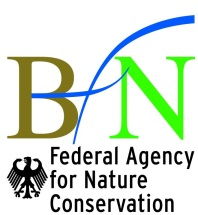 BfN
Federal Agency
for Nature
Conservation